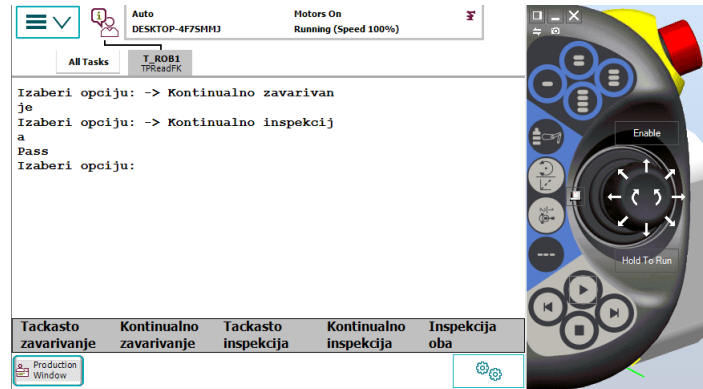 Auto
DESKTOP-4F7SMMJ
Motors On
Running (Speed 100%)
All Tasks
T_ROB1
TPReadFK
Izaberi opciju: -> Kontinualno zavarivan
je
Izaberi opciju: -> Kontinualno inspekcij
a
Pass
Izaberi opciju:
Enable
Hold To Run
Tackasto zavarivanje
Kontinualno zavarivanje
Tackasto inspekcija
Kontinualno inspekcija
Inspekcija oba
Production
Window